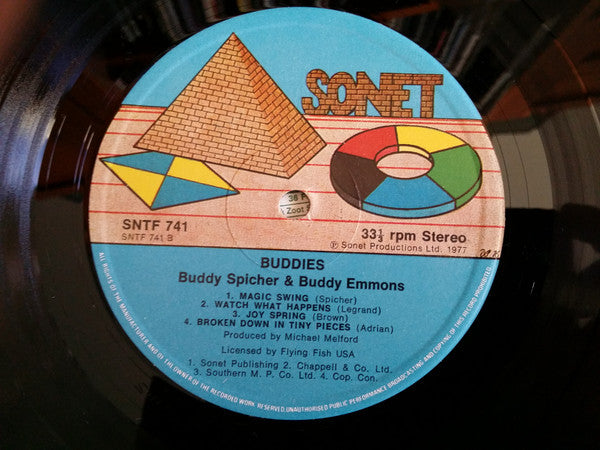 SONET
SNTF 741
SNTF 741 B
33⅓ rpm Stereo
℗ Sonet Productions Ltd. 1977
BUDDIES
Buddy Spicher & Buddy Emmons
1. MAGIC SWING (Spicher)
2. WATCH WHAT HAPPENS (Legrand)
3. JOY SPRING (Brown)
4. BROKEN DOWN IN TINY PIECES (Adrian)
Produced by Michael Melford
Licensed by Flying Fish USA
1. Sonet Publishing 2. Chappell & Co. Ltd.
3. Southern M. P. Co. Ltd. 4. Cop. Con.
ALL RIGHTS OF THE MANUFACTURER AND OF THE OWNER OF THE RECORDED WORK RESERVED, UNAUTHORISED PUBLIC PERFORMANCE BROADCASTING AND COPYING OF THIS RECORD PROHIBITED